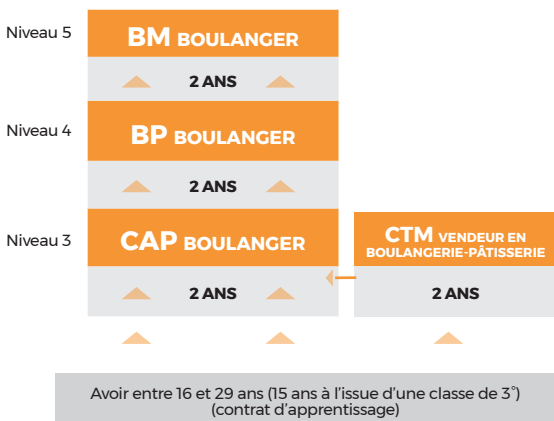 Niveau 5
BM BOULANGER
2 ANS
Niveau 4
BP BOULANGER
2 ANS
Niveau 3
CAP BOULANGER
2 ANS
CTM VENDEUR EN
BOULANGERIE-PÂTISSERIE
2 ANS
Avoir entre 16 et 29 ans (15 ans à l'issue d'une classe de 3°)
(contrat d'apprentissage)